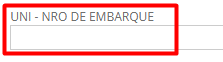 UNI - NRO DE EMBARQUE